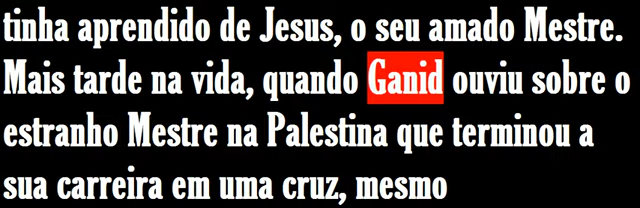 tinha aprendido de Jesus, o seu amado Mestre.
Mais tarde na vida, quando Ganid ouviu sobre o
estranho Mestre na Palestina que terminou a
sua carreira em uma cruz, mesmo